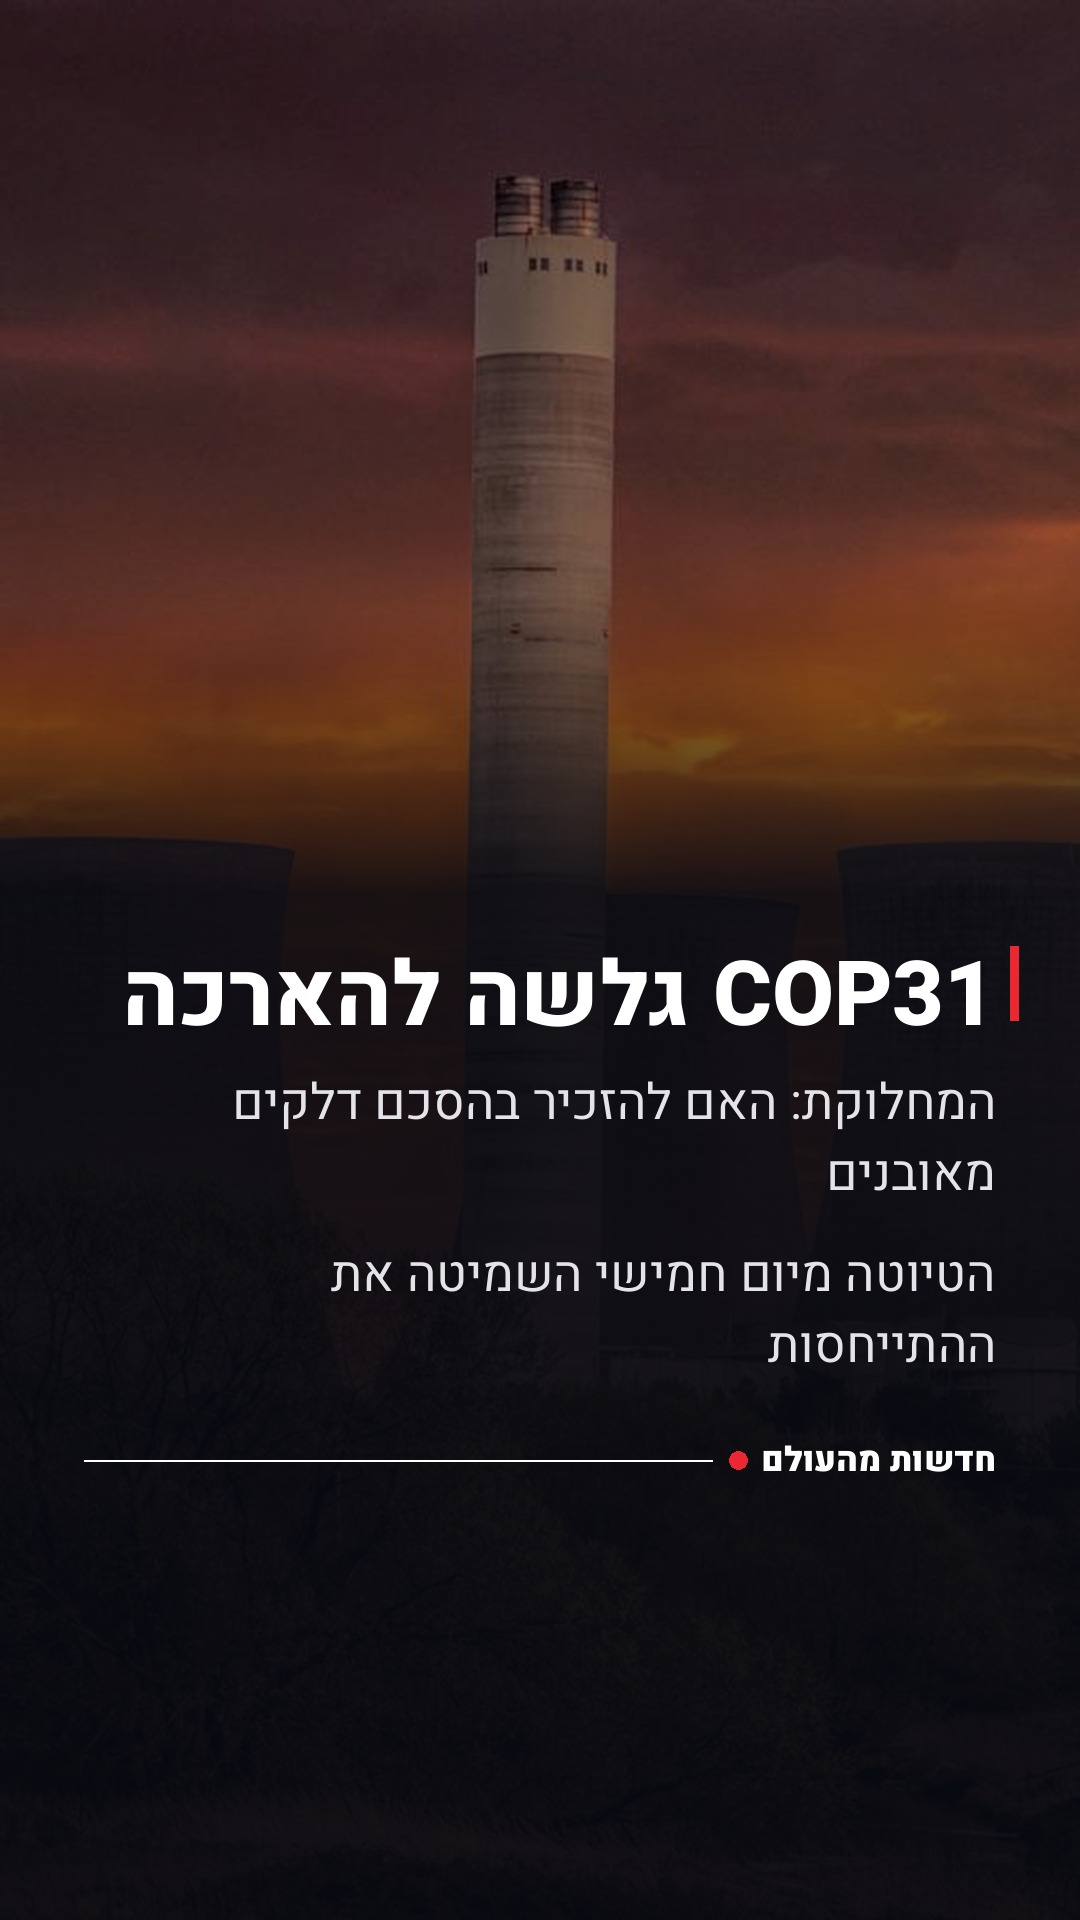 COP31 גלשה להארכה
המחלוקת: האם להזכיר בהסכם דלקים
מאובנים
הטיוטה מיום חמישי השמיטה את
ההתייחסות
חדשות מהעולם